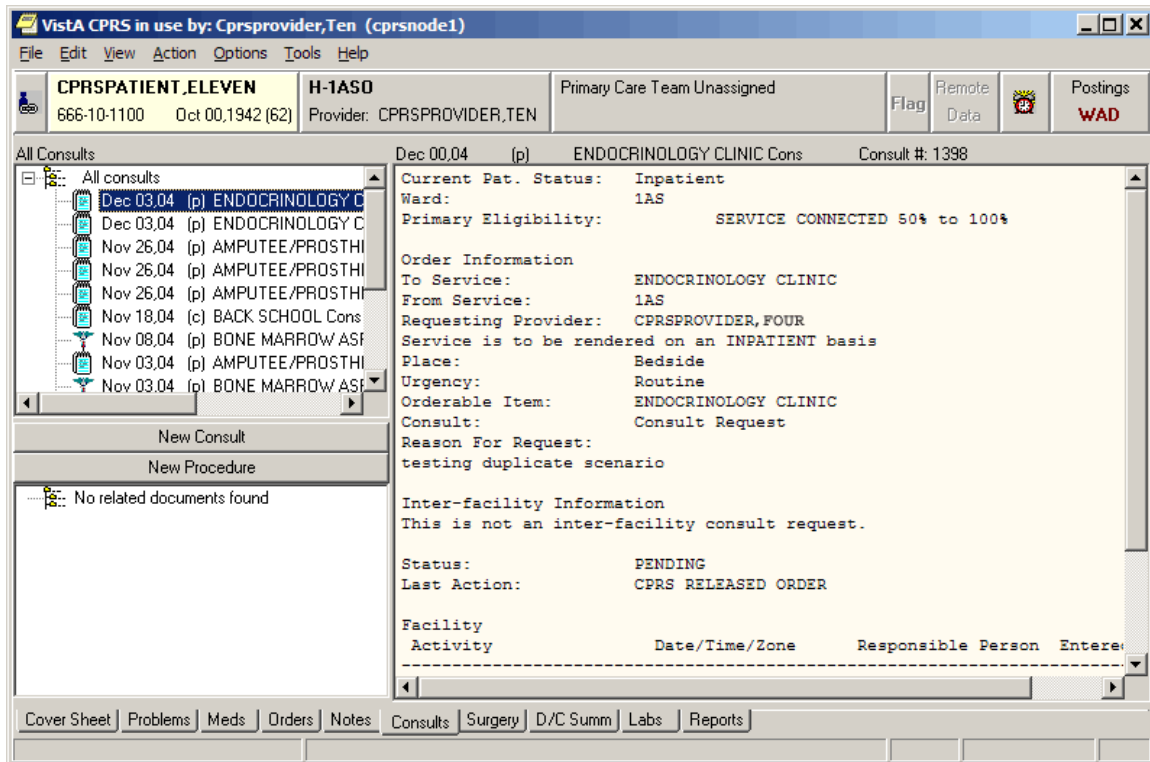 VistA CPRS in use by: Cprsprovider,Ten (cprsnode1)
File Edit View Action Options Tools Help
CPRSPATIENT,ELEVEN
666-10-1100 Oct 00,1942 (62)
H-1ASO
Provider: CPRSPROVIDER,TEN
Primary Care Team Unassigned
Flag
Remote
Data
Postings
WAD
All Consults
All consults
Dec 03,04 (p) ENDOCRINOLOGY C
Dec 03,04 (p) ENDOCRINOLOGY C
Nov 26,04 (p) AMPUTEE/PROSTHI
Nov 26,04 (p) AMPUTEE/PROSTHI
Nov 26,04 (p) AMPUTEE/PROSTHI
Nov 18,04 (c) BACK SCHOOL Cons
Nov 08,04 (p) BONE MARROW ASF
Nov 03,04 (p) AMPUTEE/PROSTHI
Nov 03,04 (p) BONE MARROW ASF
New Consult
New Procedure
No related documents found
Dec 00,04 (p) ENDOCRINOLOGY CLINIC Cons Consult #: 1398
Current Pat. Status: Inpatient
Ward: 1AS
Primary Eligibility: SERVICE CONNECTED 50% to 100%
Order Information
To Service: ENDOCRINOLOGY CLINIC
From Service: 1AS
Requesting Provider: CPRSPROVIDER,FOUR
Service is to be rendered on an INPATIENT basis
Place: Bedside
Urgency: Routine
Orderable Item: ENDOCRINOLOGY CLINIC
Consult: Consult Request
Reason For Request:
testing duplicate scenario
Inter-facility Information
This is not an inter-facility consult request.
Status: PENDING
Last Action: CPRS RELEASED ORDER
Facility
Activity Date/Time/Zone Responsible Person Entere
Cover Sheet Problems Meds Orders Notes Consults Surgery D/C Summ Labs Reports